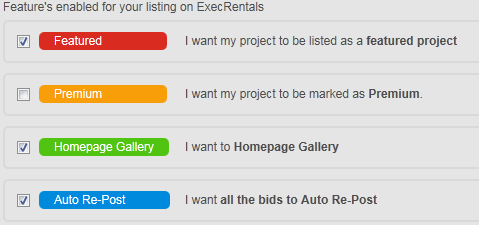 Feature's enabled for your listing on ExecRentals
Featured I want my project to be listed as a featured project
Premium I want my project to be marked as Premium.
Homepage Gallery I want to Homepage Gallery
Auto Re-Post I want all the bids to Auto Re-Post